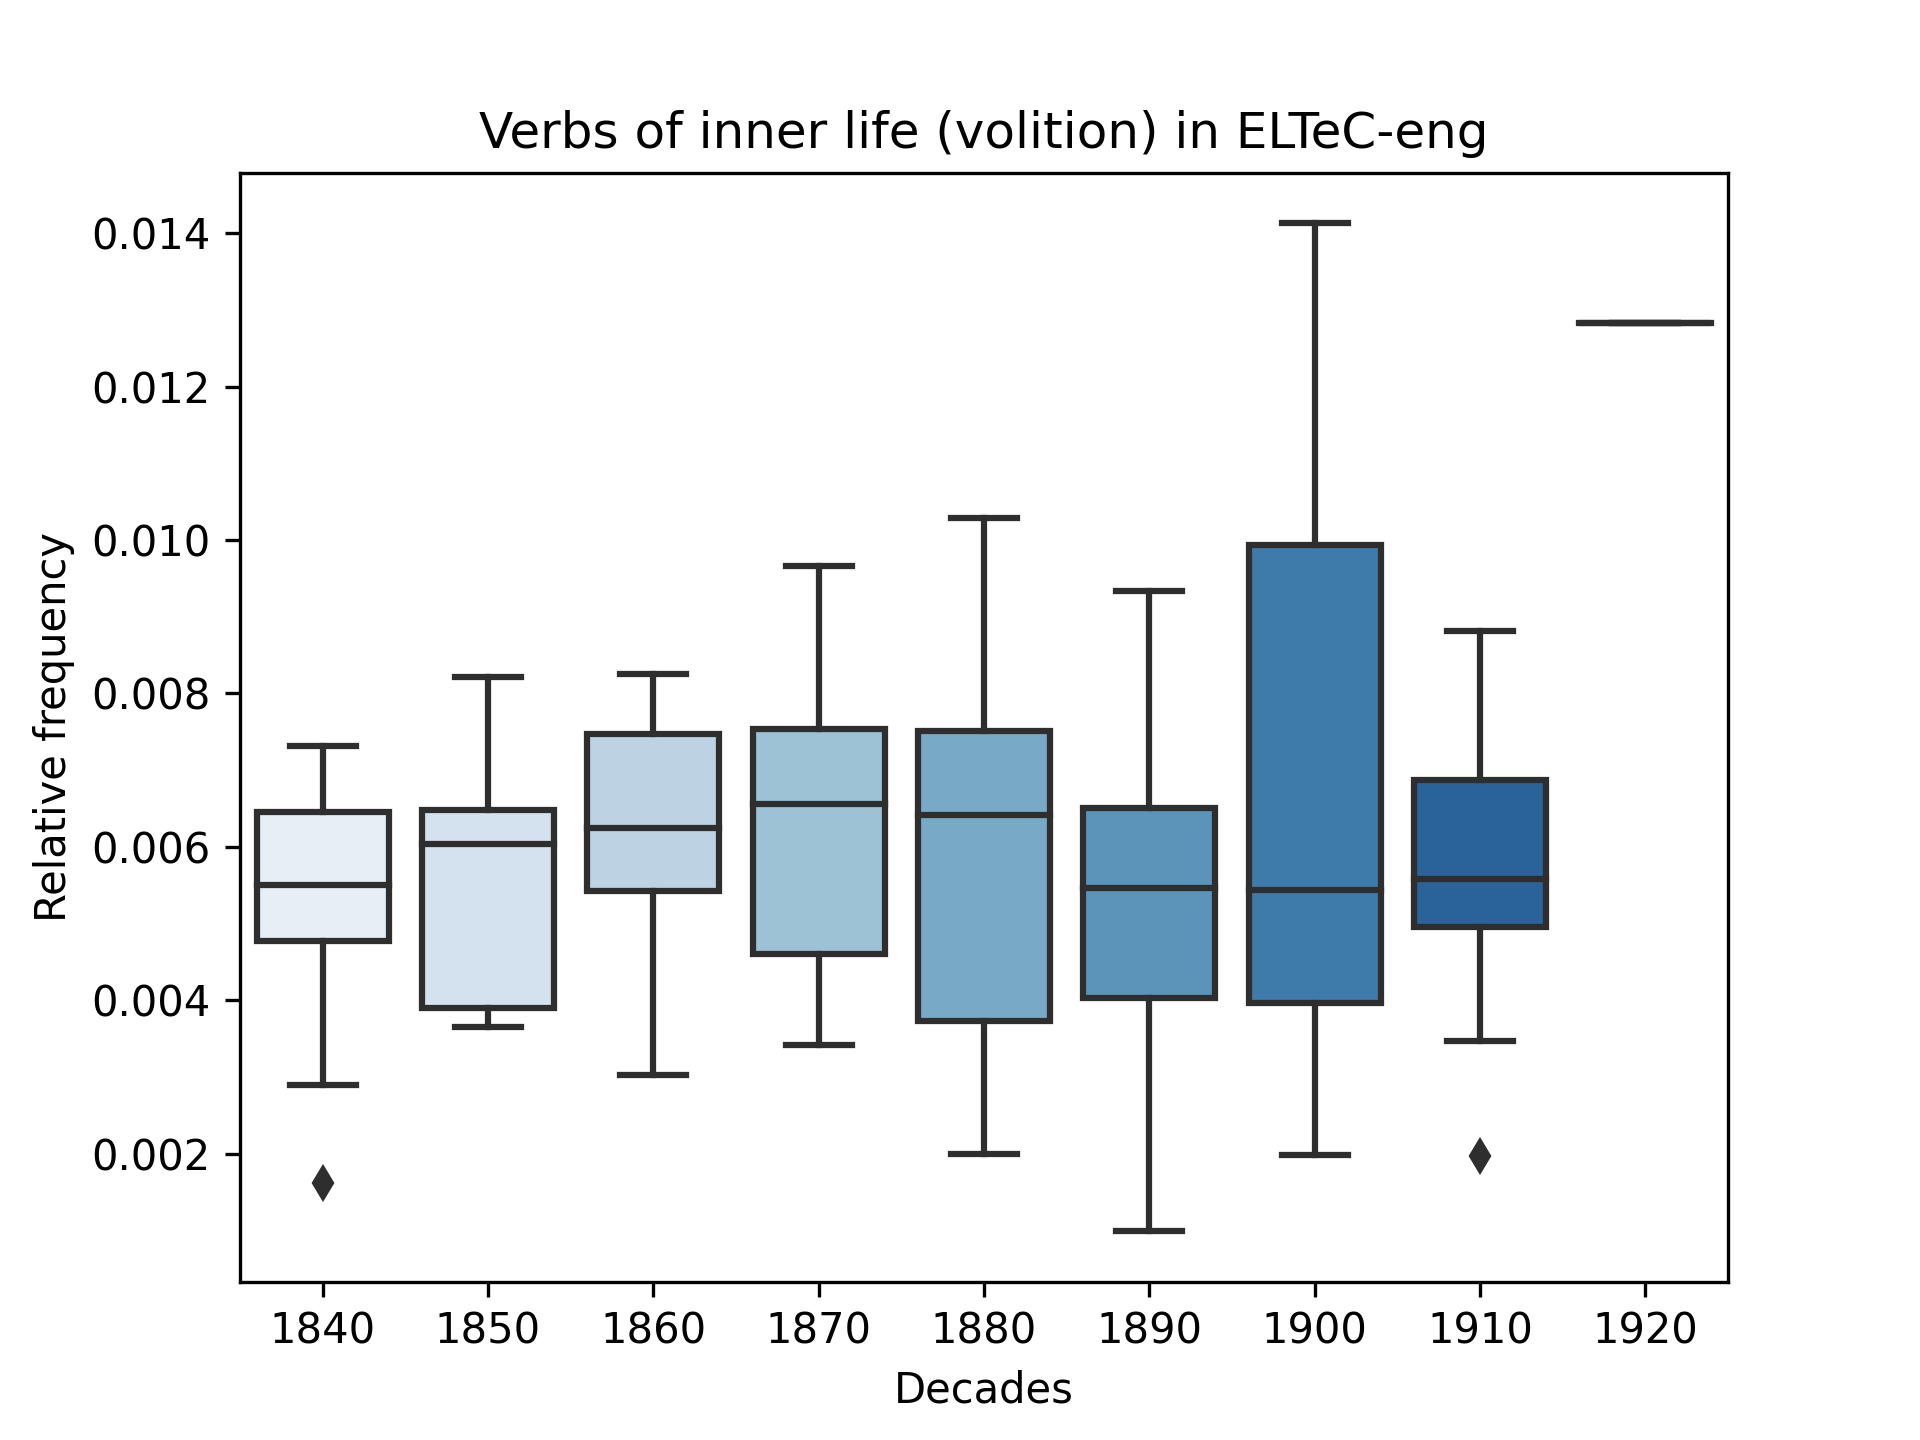 Verbs of inner life (volition) in ELTeC-eng
0.014
0.012
0.010
0.008
0.006
0.004
0.002
Relative frequency
1840 1850 1860 1870 1880 1890 1900 1910 1920
Decades